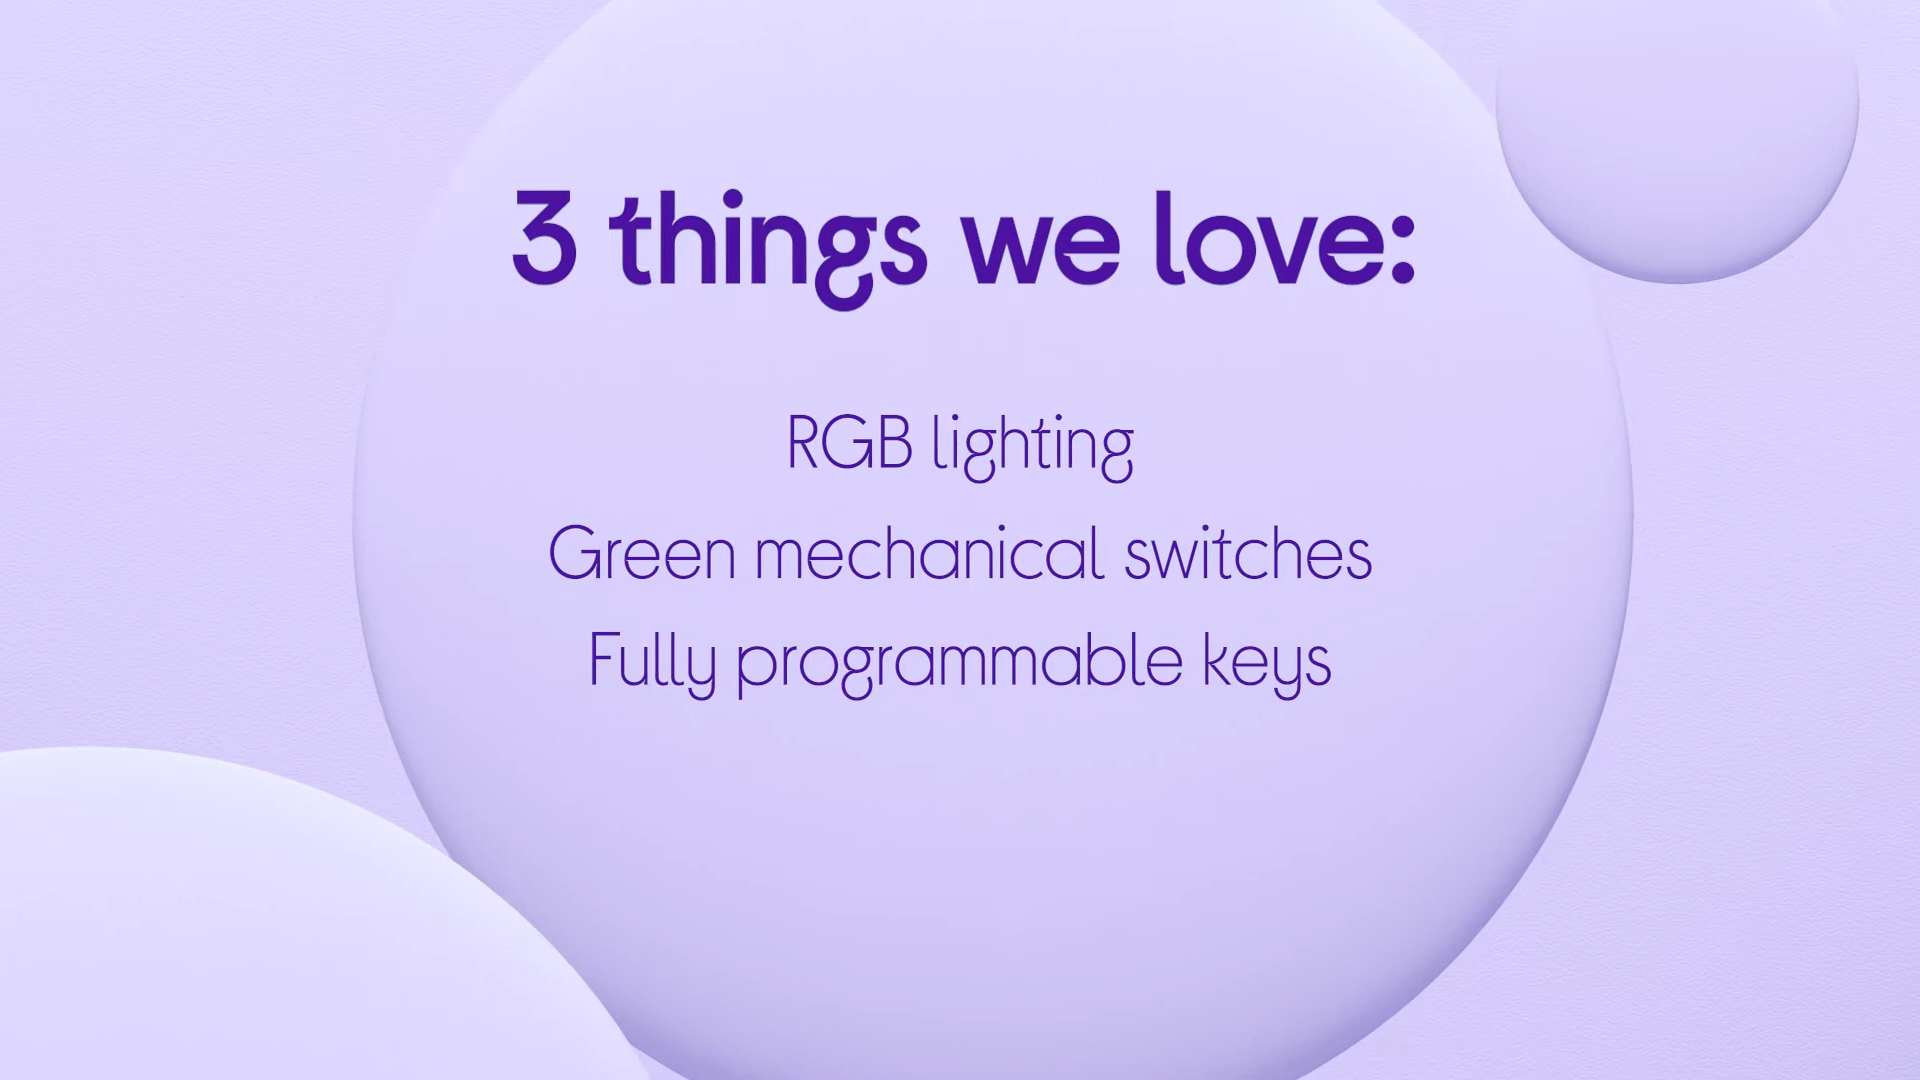 3 things we love:
RGB lighting
Green mechanical switches
Fully programmable keys